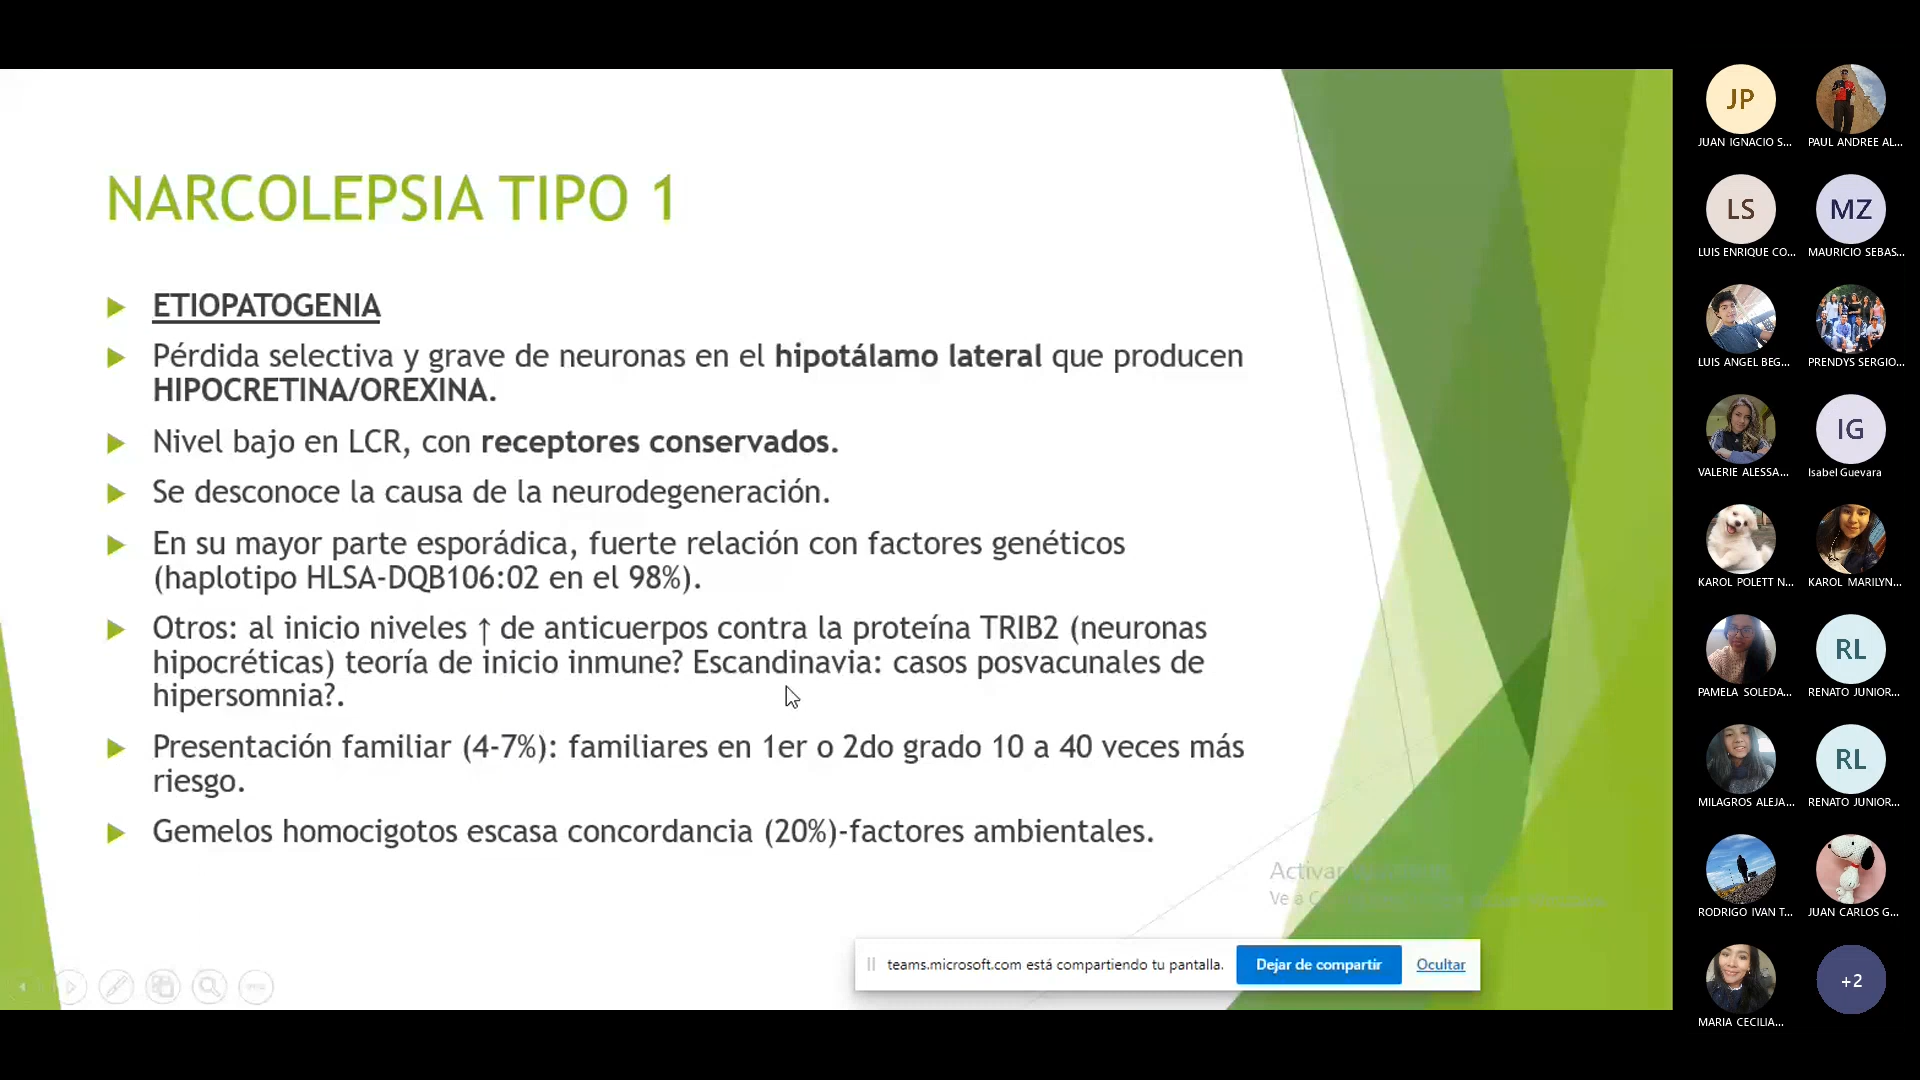 NARCOLEPSIA TIPO 1
ETIOPATOGENIA
Pérdida selectiva y grave de neuronas en el hipotálamo lateral que producen
HIPOCRETINA/OREXINA.
Nivel bajo en LCR, con receptores conservados.
Se desconoce la causa de la neurodegeneración.
En su mayor parte esporádica, fuerte relación con factores genéticos
(haplotipo HLSA-DQB106:02 en el 98%).
Otros: al inicio niveles ↑ de anticuerpos contra la proteína TRIB2 (neuronas
hipocréticas) teoría de inicio inmune? Escandinavia: casos posvacunales de
hipersomnia?.
Presentación familiar (4-7%): familiares en 1er o 2do grado 10 a 40 veces más
riesgo.
Gemelos homocigotos escasa concordancia (20%)-factores ambientales.
Activar
Ve a
teams.microsoft.com está compartiendo tu pantalla.
Dejar de compartir
Ocultar
JP
JUAN IGNACIO S...
PAUL ANDREE AL...
LS
MZ
LUIS ENRIQUE CO...
MAURICIO SEBAS...
LUIS ANGEL BEG...
PRENDYS SERGIO...
IG
VALERIE ALESSA...
Isabel Guevara
KAROL POLETT N...
KAROL MARILYN...
RL
PAMELA SOLEDA...
RENATO JUNIOR...
RL
MILAGROS ALEJA...
RENATO JUNIOR...
RODRIGO IVAN T...
JUAN CARLOS G...
+2
MARIA CECILIA...